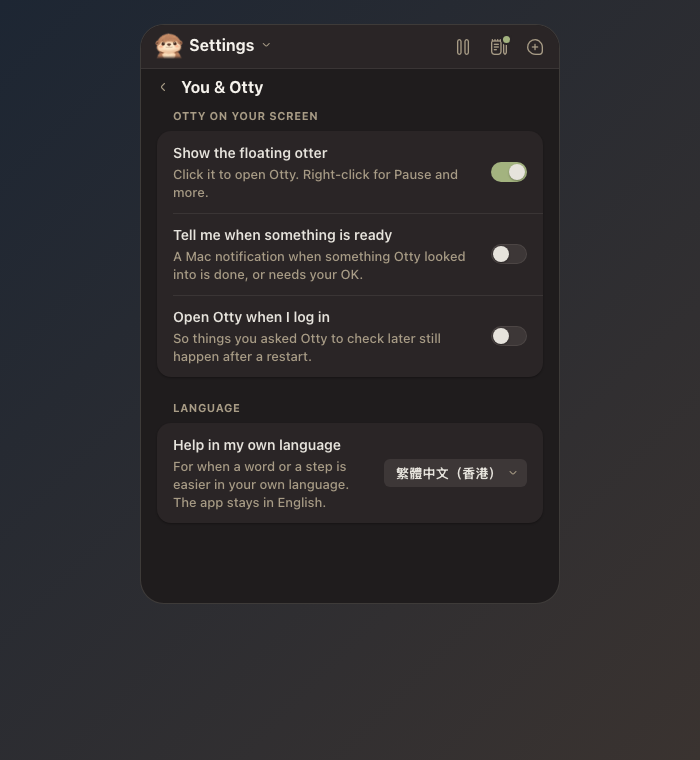 Settings
You & Otty
OTTY ON YOUR SCREEN
Show the floating otter
Click it to open Otty. Right-click for Pause and
more.
Tell me when something is ready
A Mac notification when something Otty looked
into is done, or needs your OK.
Open Otty when I log in
So things you asked Otty to check later still
happen after a restart.
LANGUAGE
Help in my own language
For when a word or a step is
easier in your own language.
The app stays in English.
繁體中文（香港）